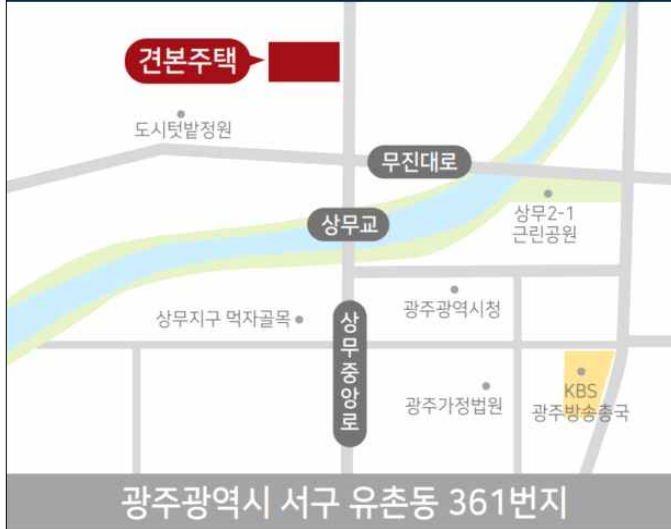 견본주택
도시텃밭정원
무진대로
상무교
상무2-1
근린공원
광주광역시청
상무지구 먹자골목
상무중앙로
KBS
광주방송총국
광주가정법원
광주광역시 서구 유촌동 361번지